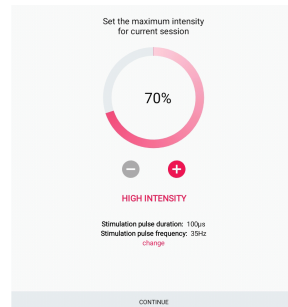 Set the maximum intensity
for current session
70%
HIGH INTENSITY
Stimulation pulse duration: 100µs
Stimulation pulse frequency: 35Hz
change
CONTINUE